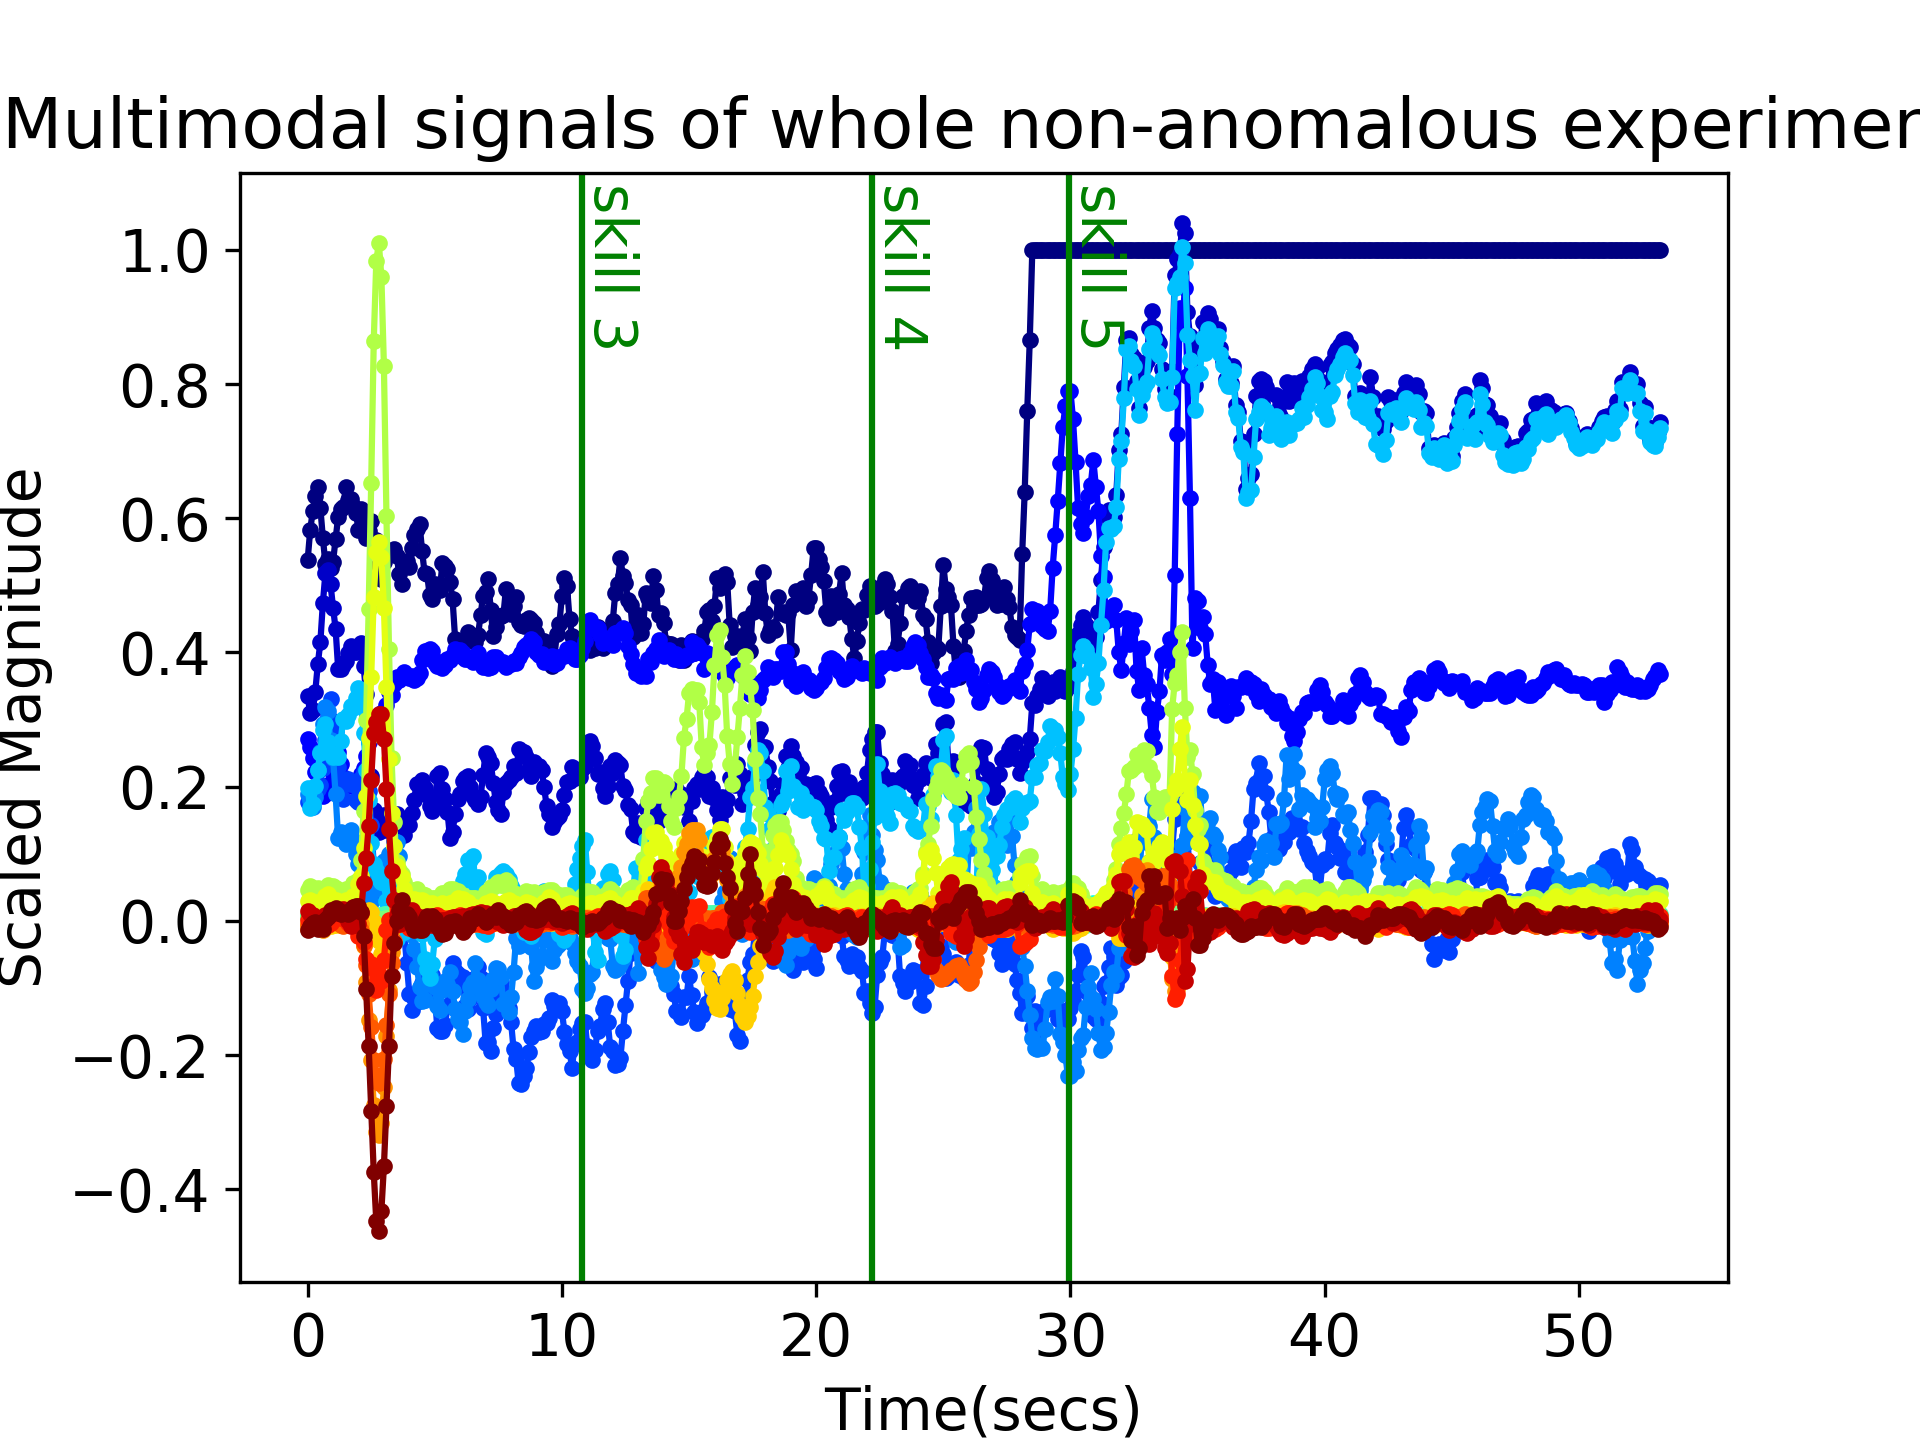 Multimodal signals of whole non-anomalous
skill 3
skill 4
skill 5
1.0
0.8
0.6
0.4
0.2
0.0
−0.2
−0.4
Scaled Magnitude
0 10 20 30 40 50
Time(secs)